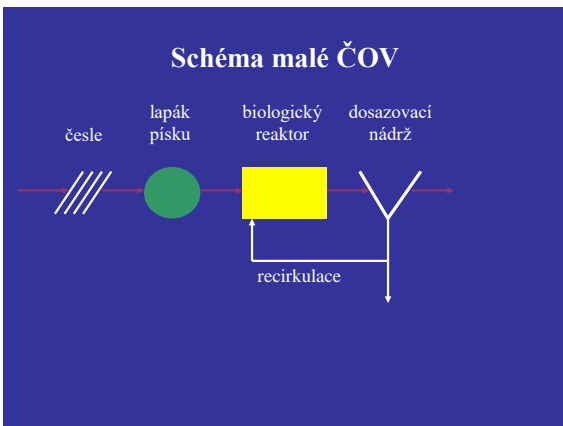 Schéma malé ČOV
česle
lapák
písku
biologický
reaktor
dosazovací
nádrž
recirkulace